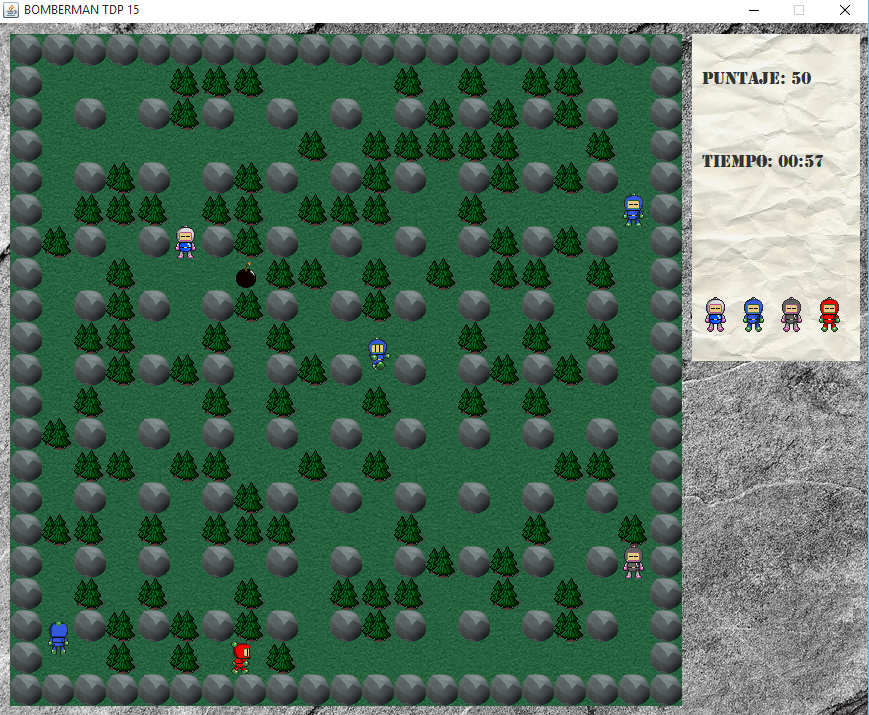 BOMBERMAN TDP 15
PUNTAJE: 50
TIEMPO: 00:57